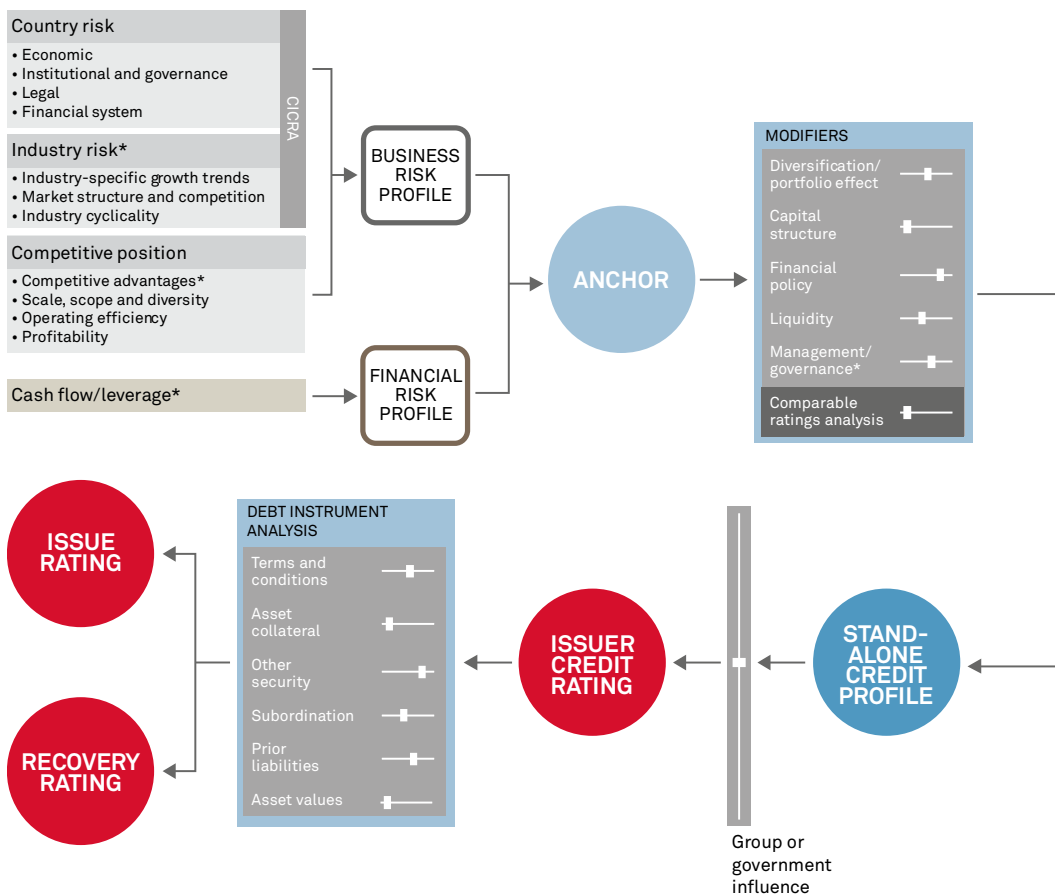 Country risk
• Economic
• Institutional and governance
• Legal
• Financial system
CICRA
Industry risk*
• Industry-specific growth trends
• Market structure and competition
• Industry cyclicality
Competitive position
• Competitive advantages*
• Scale, scope and diversity
• Operating efficiency
• Profitability
Cash flow/leverage*
BUSINESS
RISK
PROFILE
FINANCIAL
RISK
PROFILE
ANCHOR
MODIFIERS
Diversification/
portfolio effect
Capital
structure
Financial
policy
Liquidity
Management/
governance*
Comparable
ratings analysis
ISSUE
RATING
RECOVERY
RATING
DEBT INSTRUMENT
ANALYSIS
Terms and
conditions
Asset
collateral
Other
security
Subordination
Prior
liabilities
Asset values
ISSUER
CREDIT
RATING
Group or
government
influence
STAND-
ALONE
CREDIT
PROFILE